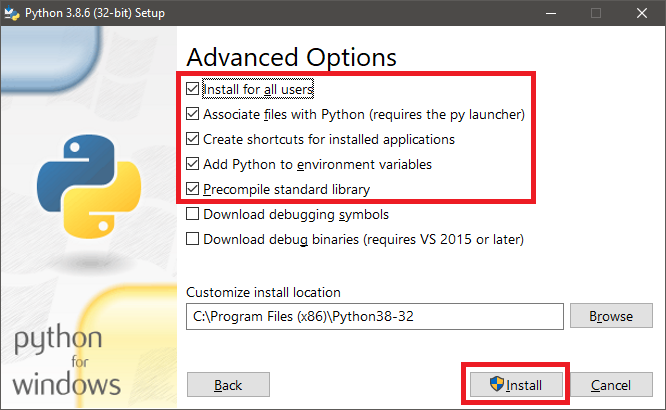 Python 3.8.6 (32-bit) Setup
Advanced Options
Install for all users
Associate files with Python (requires the py launcher)
Create shortcuts for installed applications
Add Python to environment variables
Precompile standard library
Download debugging symbols
Download debug binaries (requires VS 2015 or later)
Customize install location
C:\Program Files (x86)\Python38-32
Browse
python
for
windows
Back
Install
Cancel